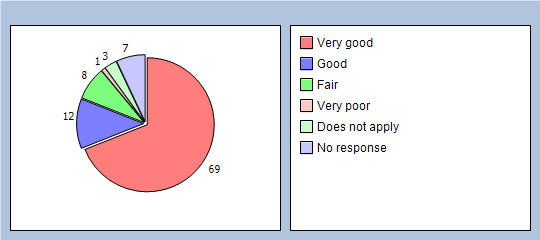 7
3
1
8
12
69
Very good
Good
Fair
Very poor
Does not apply
No response